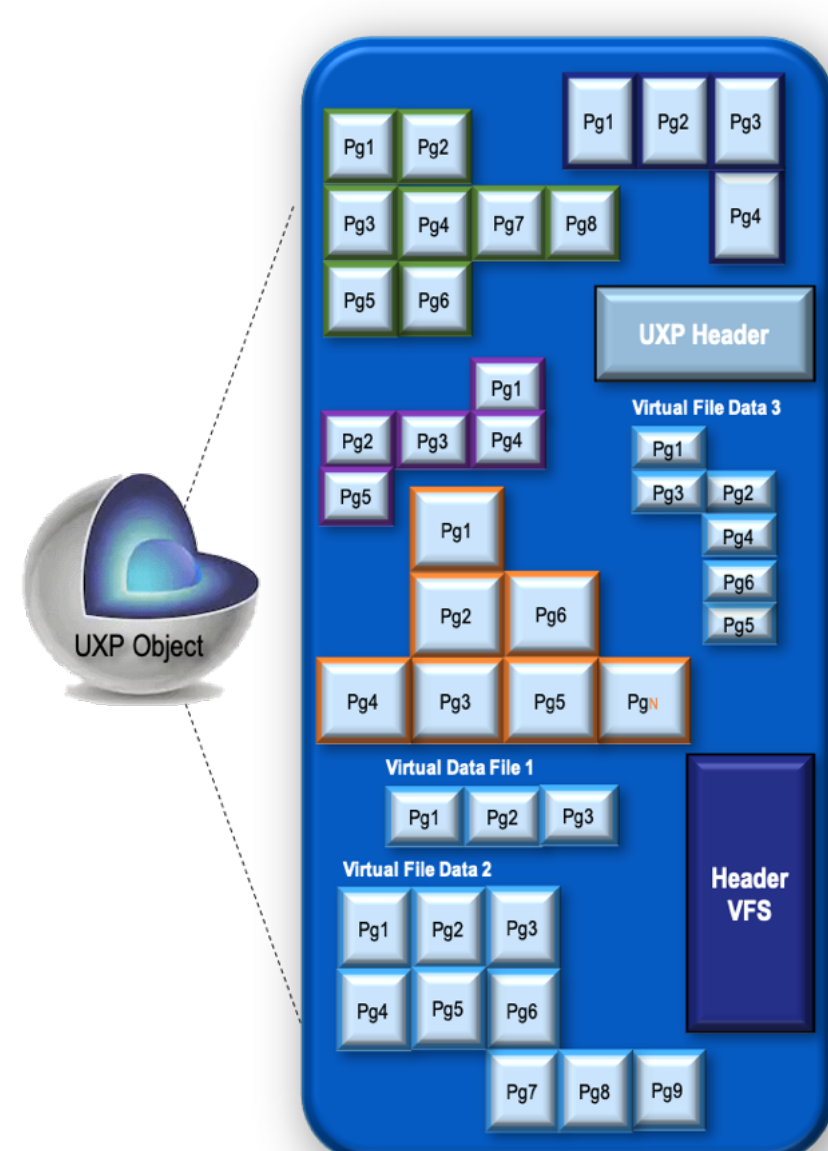 Pg1 Pg2 Pg3
Pg4
Pg1 Pg2
Pg3 Pg4 Pg7 Pg8
Pg5 Pg6
UXP Header
Pg1
Pg2 Pg3 Pg4
Pg5
Virtual File Data 3
Pg1
Pg3 Pg2
Pg4
Pg6
Pg5
Pg1
Pg2 Pg6
Pg4 Pg3 Pg5 PgN
UXP Object
Virtual Data File 1
Pg1 Pg2 Pg3
Virtual File Data 2
Pg1 Pg2 Pg3
Pg4 Pg5 Pg6
Pg7 Pg8 Pg9
Header
VFS